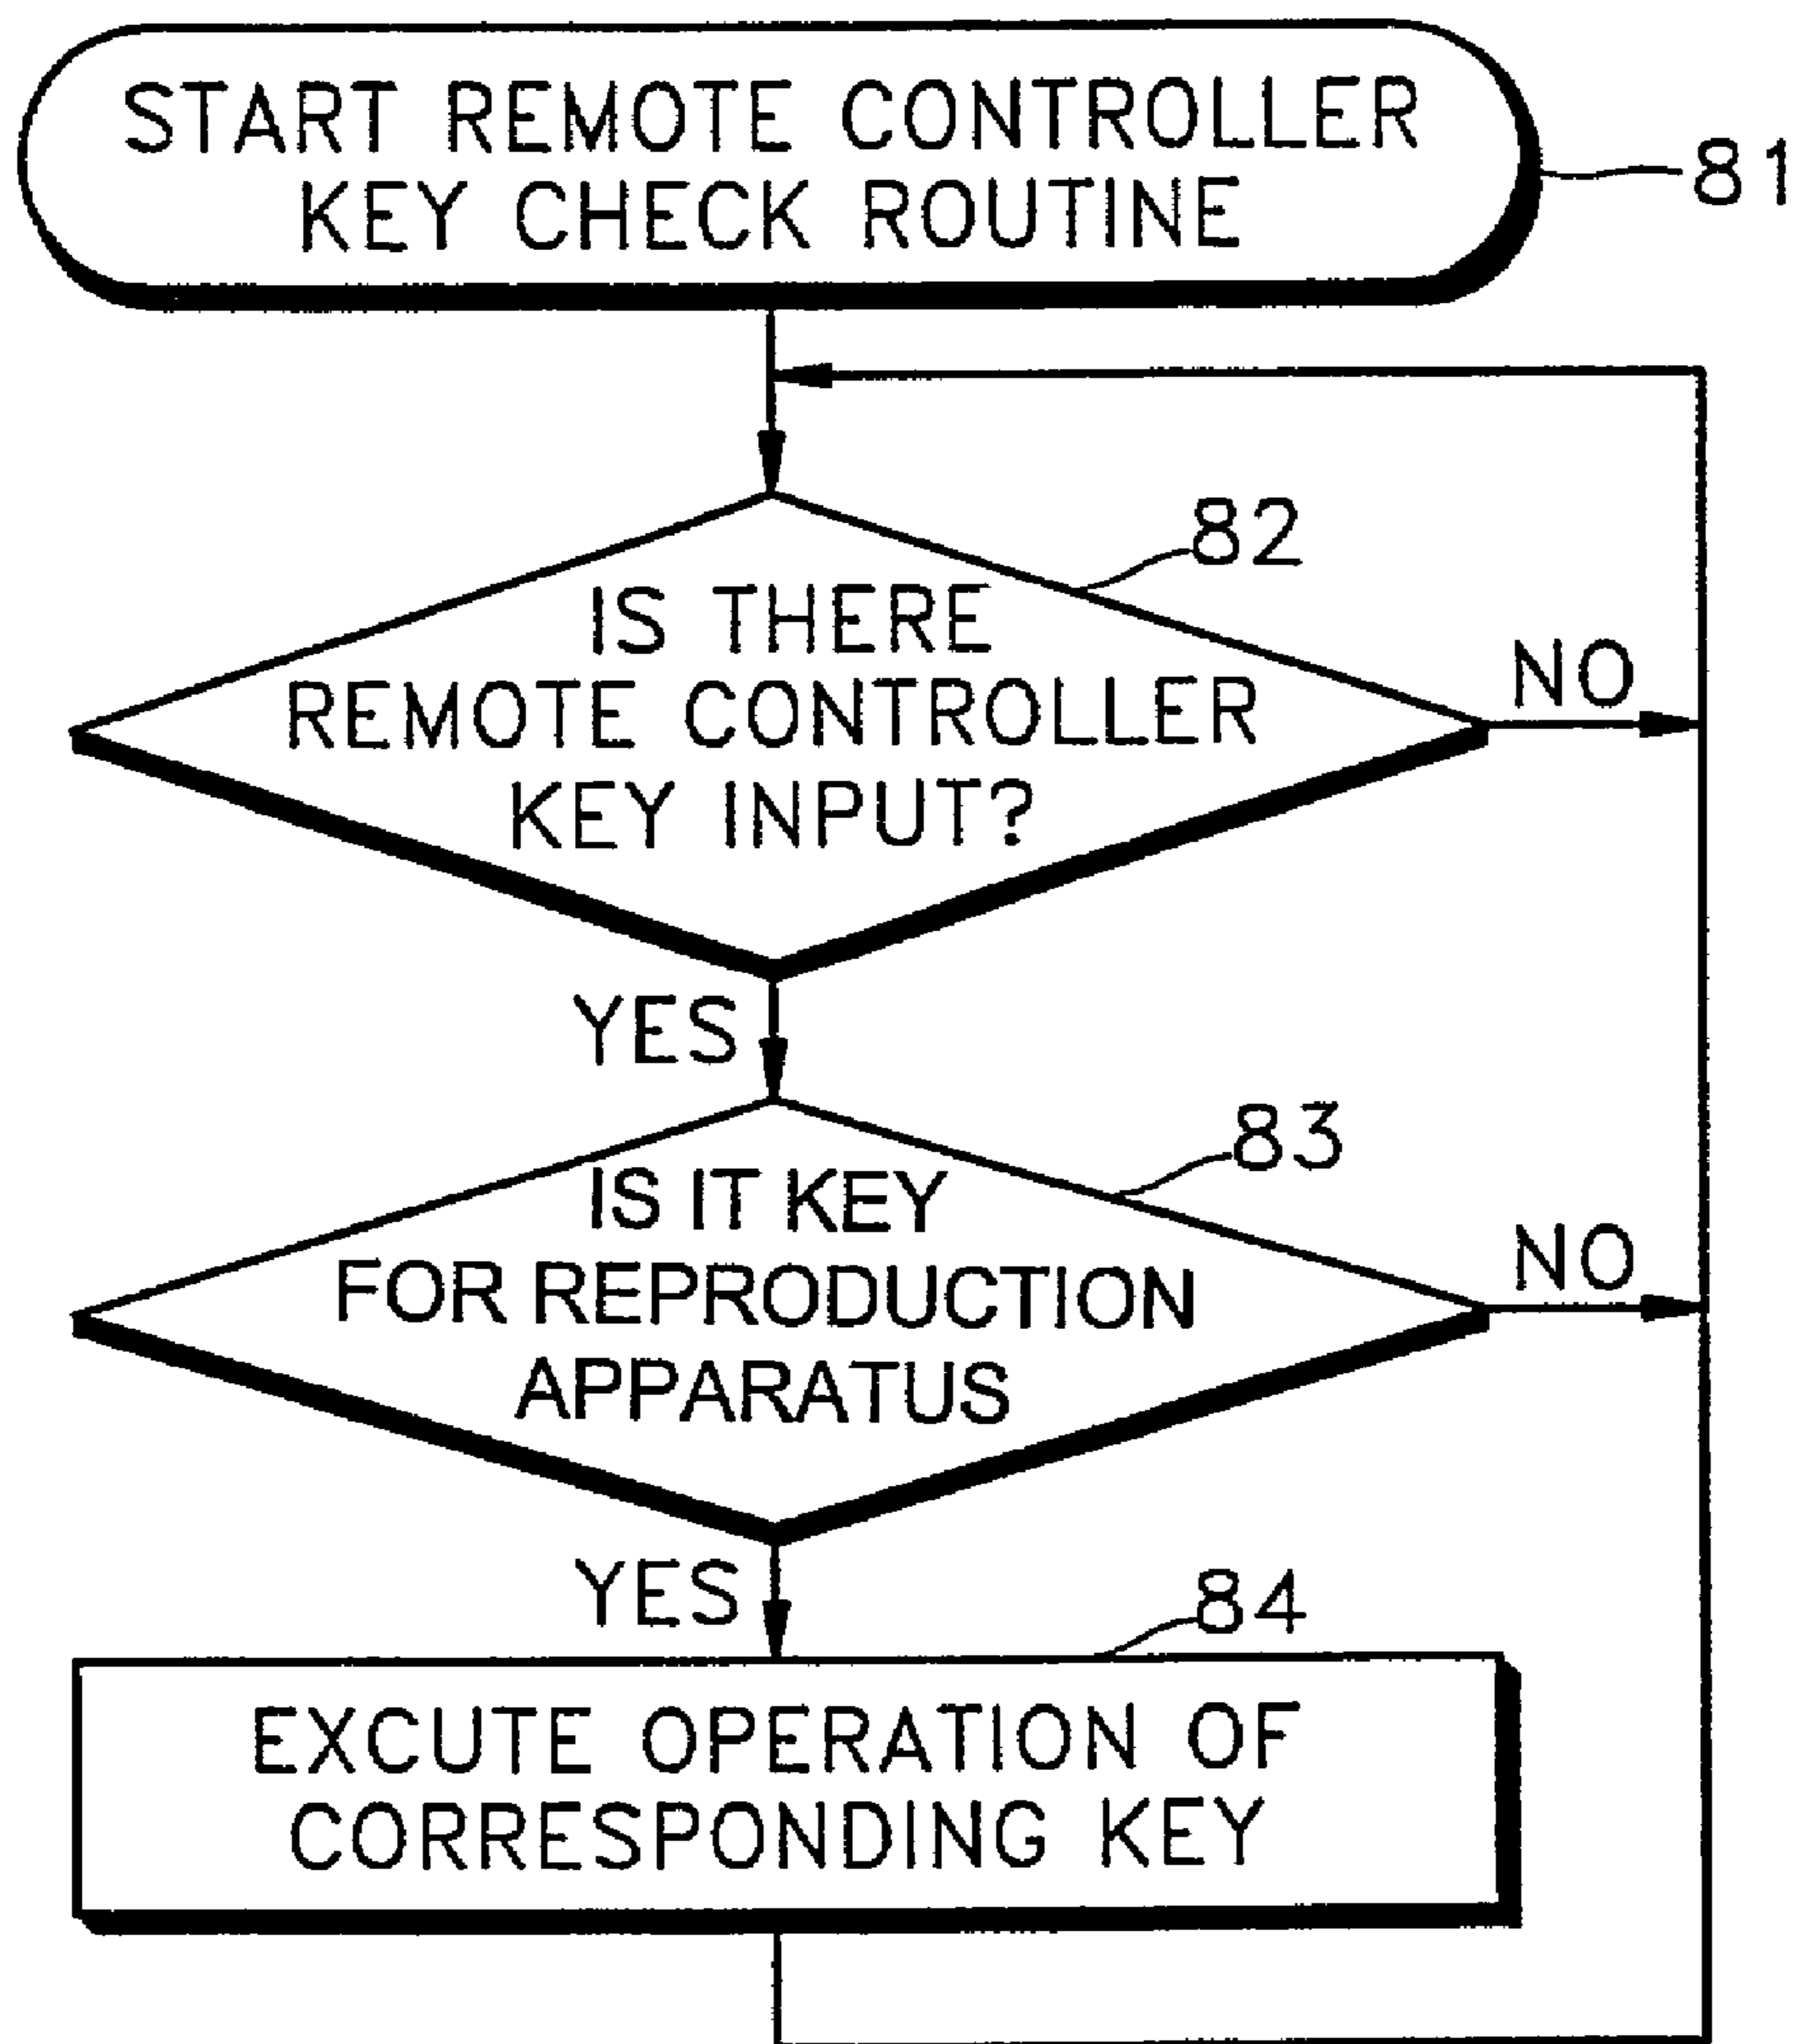 START REMOTE CONTROLLER
KEY CHECK ROUTINE
81
82
IS THERE
REMOTE CONTROLLER
KEY INPUT?
NO
YES
83
IS IT KEY
FOR REPRODUCTION
APPARATUS
NO
YES
84
EXCUTE OPERATION OF
CORRESPONDING KEY